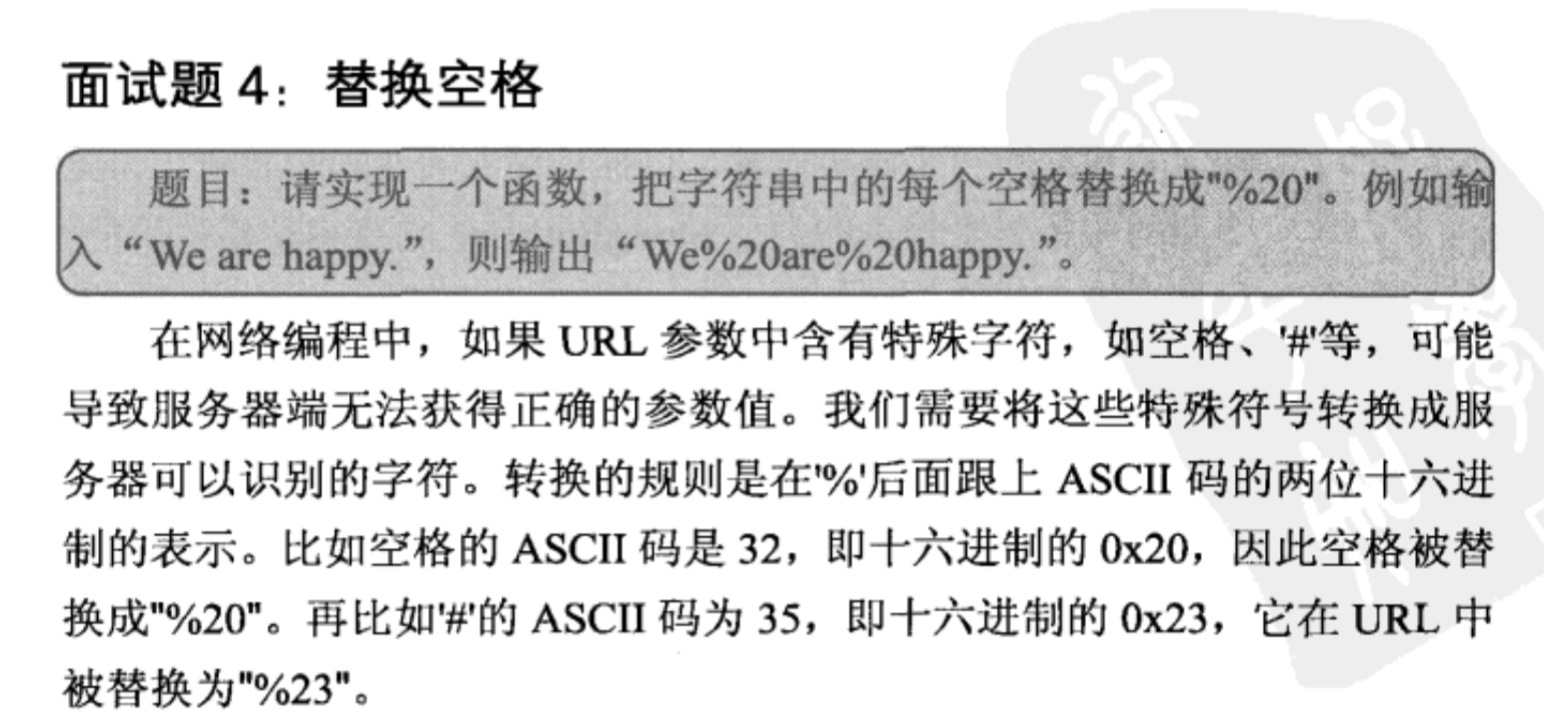 面试题 4：替换空格
题目：请实现一个函数，把字符串中的每个空格替换成"%20"。例如输
入“We are happy.”，则输出“We%20are%20happy.”。
在网络编程中，如果 URL 参数中含有特殊字符，如空格、'#'等，可能
导致服务器端无法获得正确的参数值。我们需要将这些特殊符号转换成服
务器可以识别的字符。转换的规则是在'%'后面跟上 ASCII 码的两位十六进
制的表示。比如空格的 ASCII 码是 32，即十六进制的 0x20，因此空格被替
换成"%20"。再比如'#'的 ASCII 码为 35，即十六进制的 0x23，它在 URL 中
被替换为"%23"。